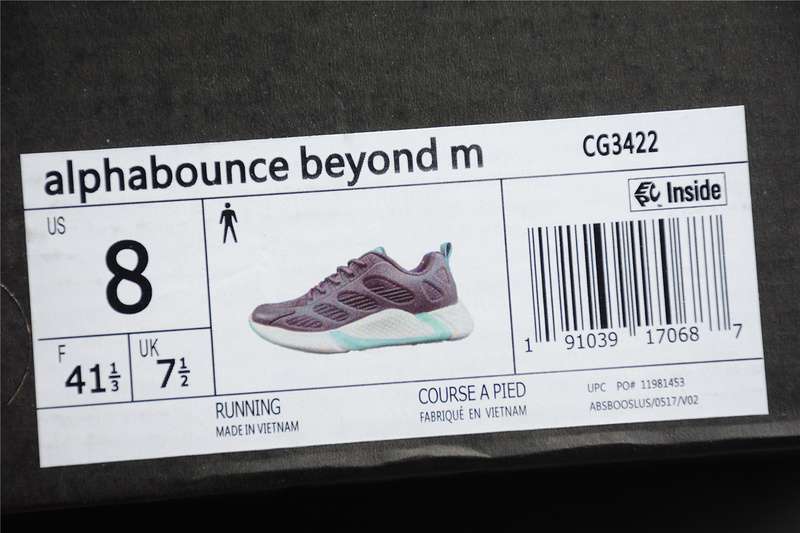 alphabounce beyond m
CG3422
US
8
F
41 1/3
UK
7 1/2
Inside
1 91039 17068 7
RUNNING
MADE IN VIETNAM
COURSE A PIED
FABRIQUÉ EN VIETNAM
UPC PO# 11981453
ABSBOOSLUS/0517/V02